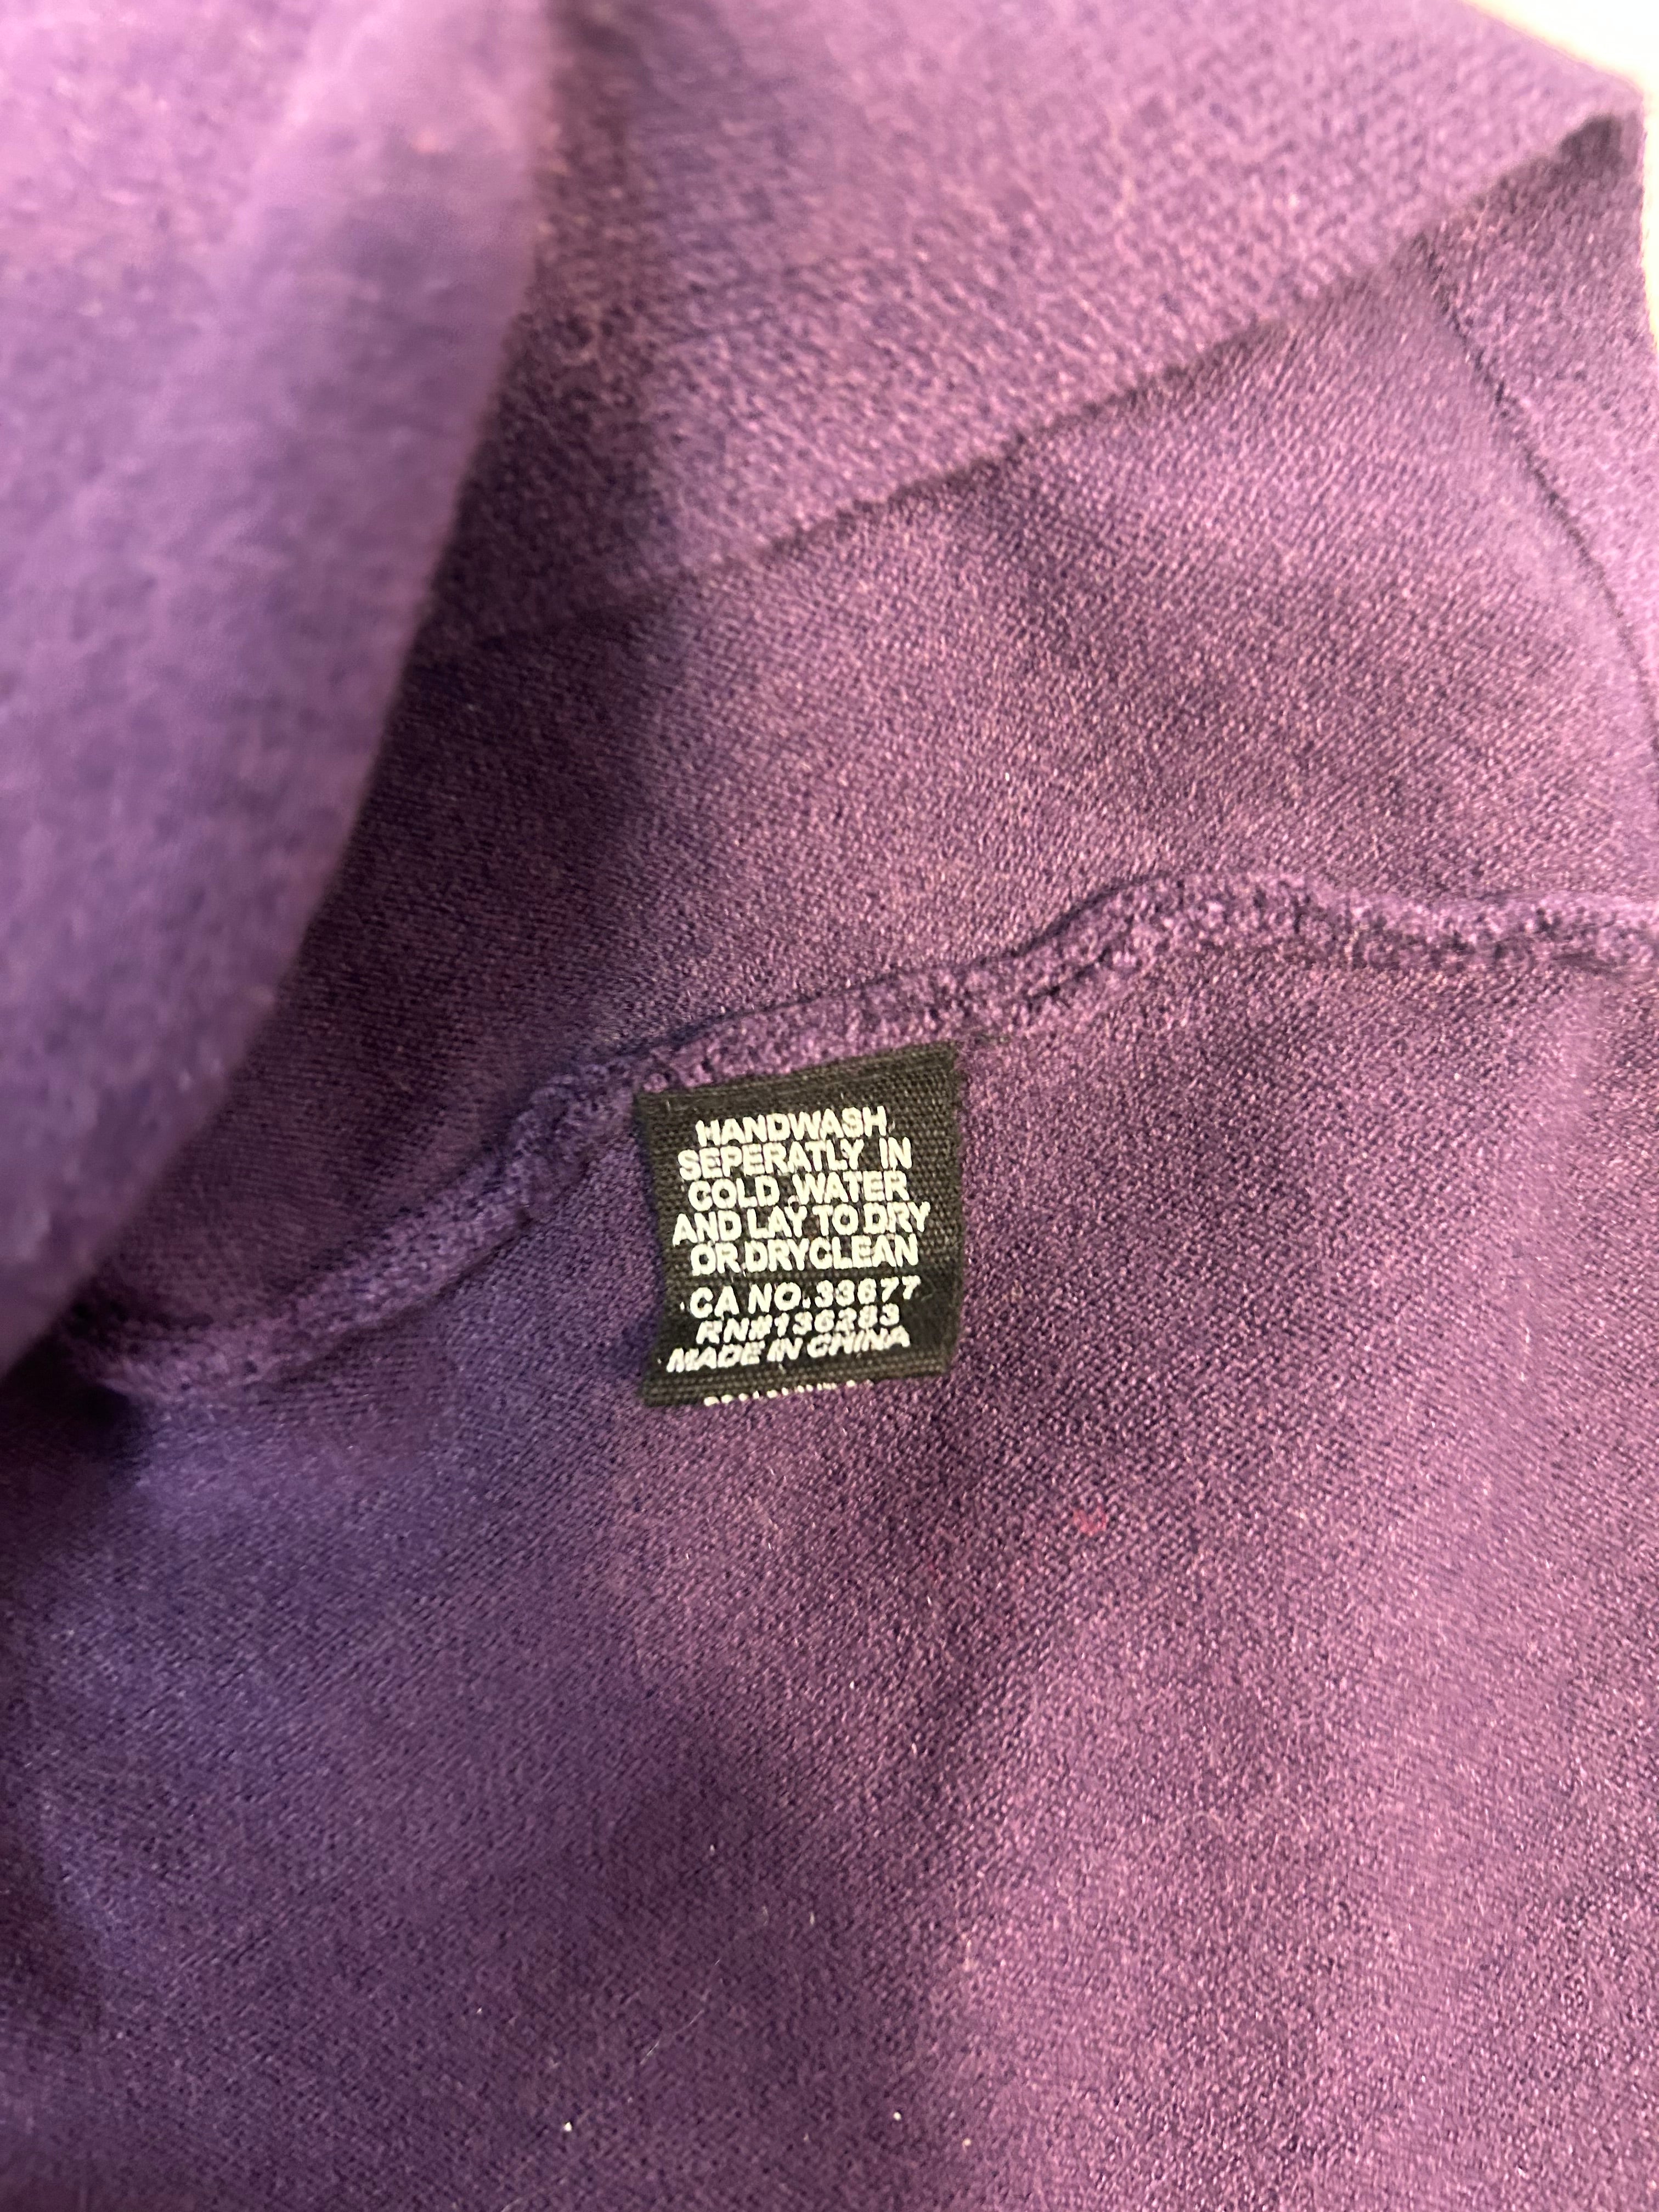 HANDWASH
SEPERATLY IN
COLD WATER
AND LAY TO DRY
OR DRYCLEAN
CA NO.33677
RN#136283
MADE IN CHINA